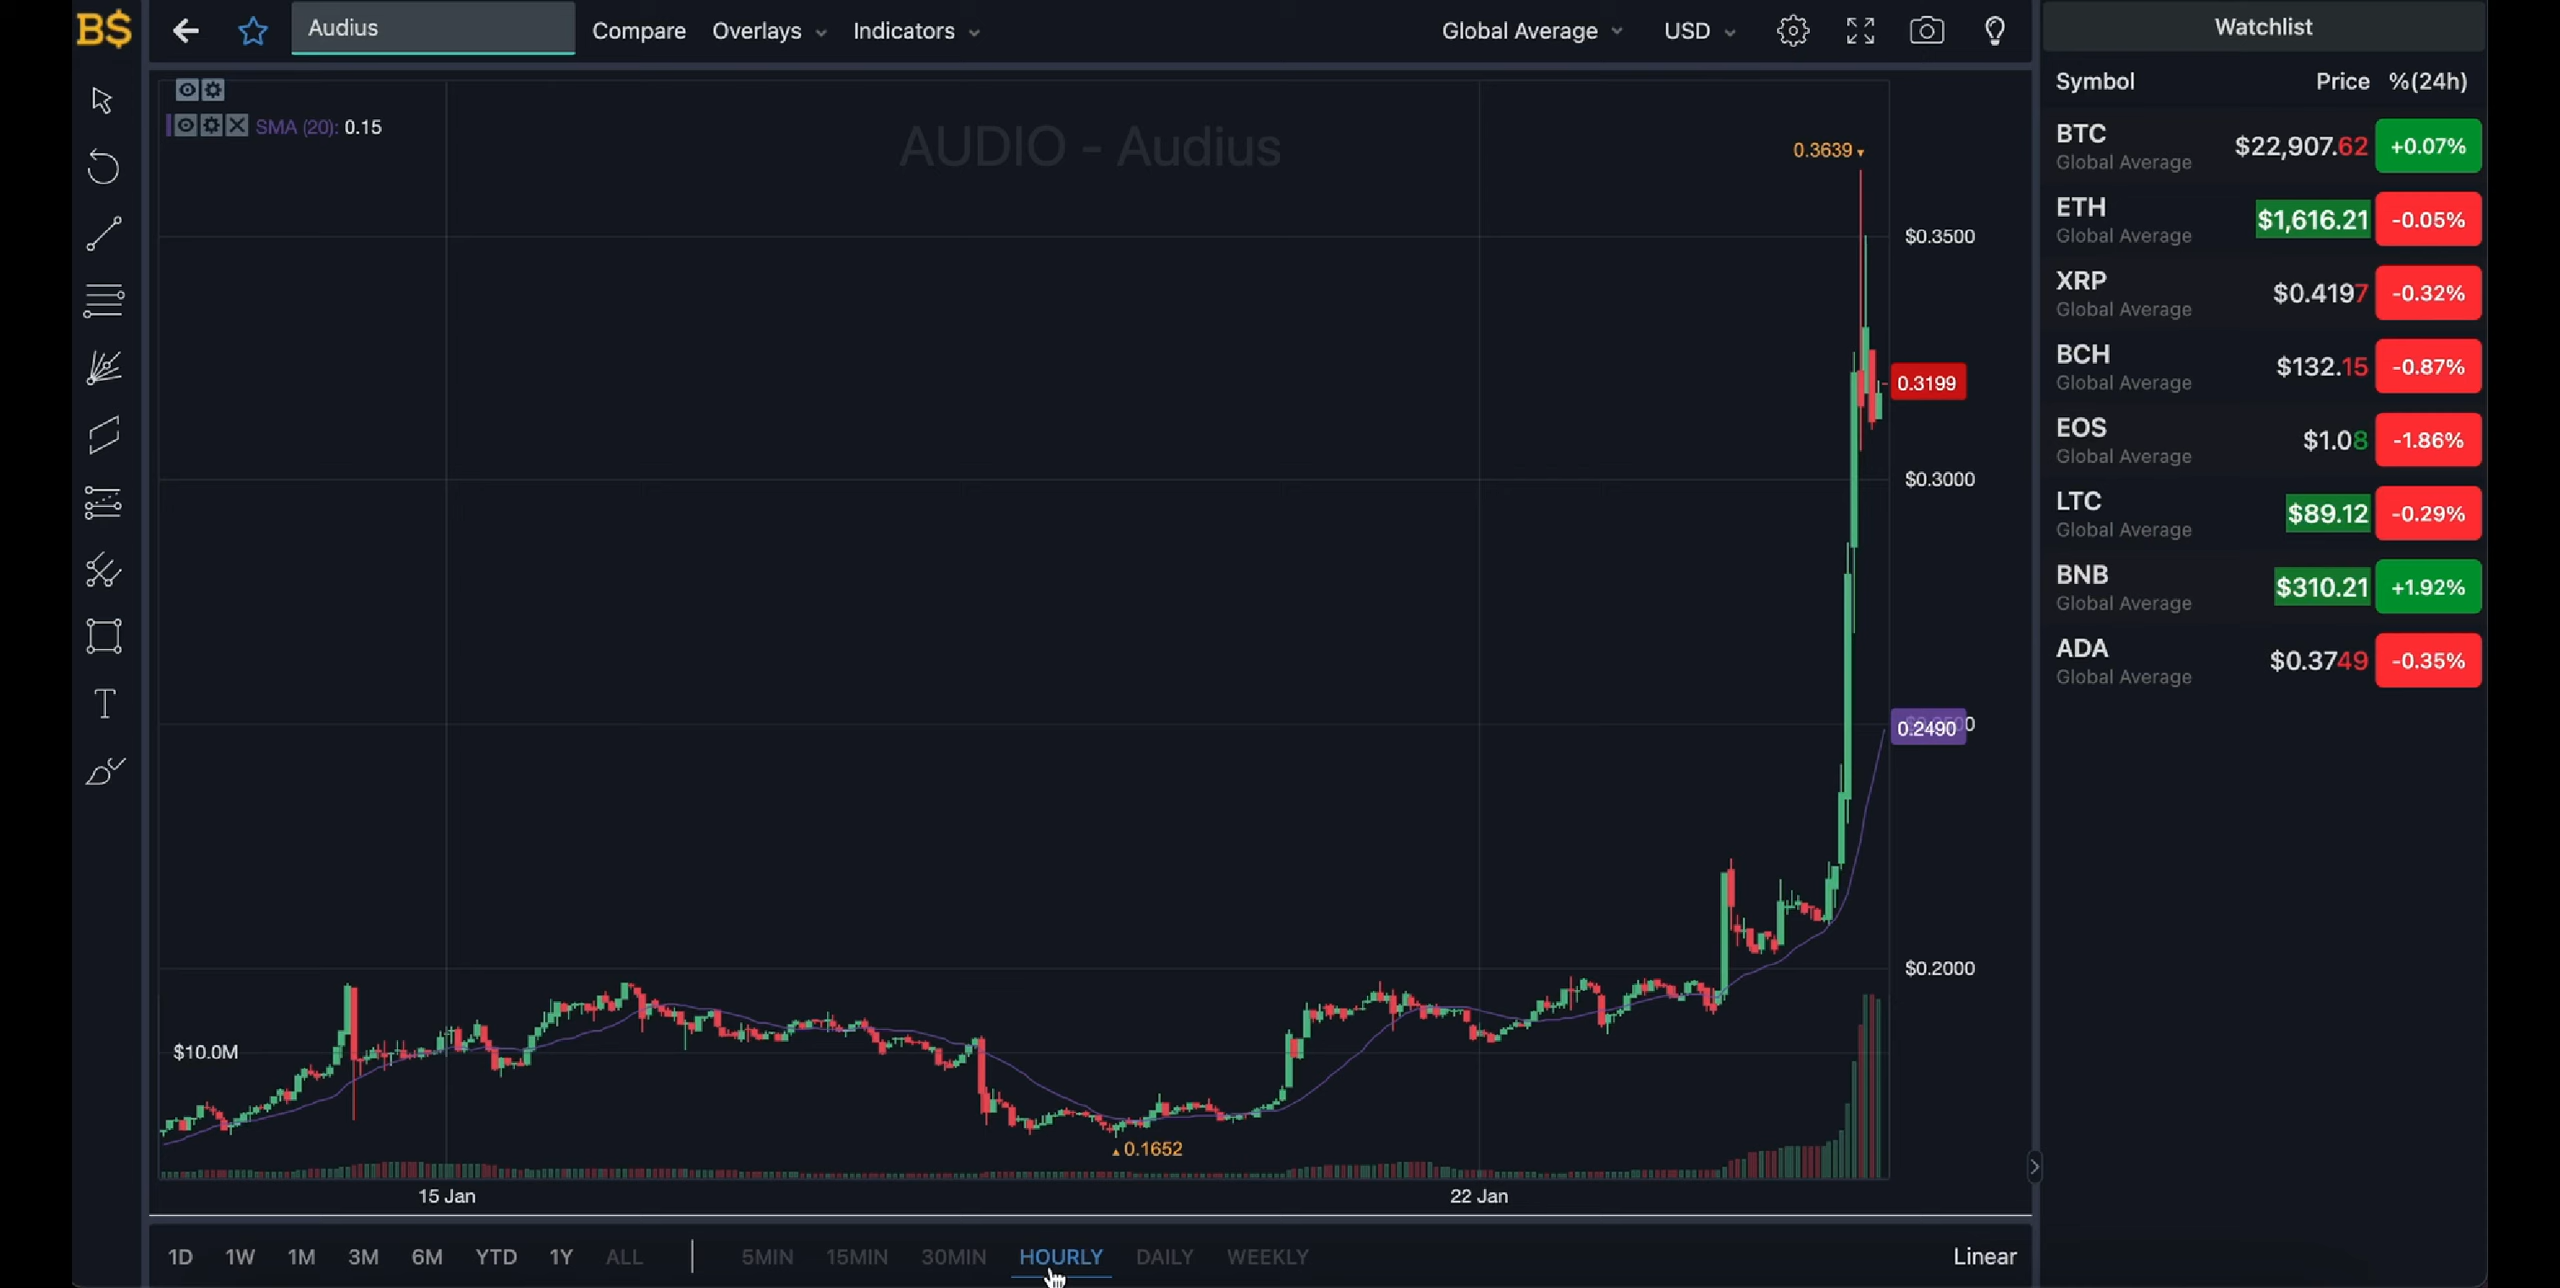 B$
Audius
Compare
Overlays
Indicators
Global Average
USD
Watchlist
Symbol Price %(24h)
SMA (20): 0.15
AUDIO - Audius
0.3639
$0.3500
0.3199
$0.3000
0.2490
$0.2000
$10.0M
0.1652
15 Jan
22 Jan
BTC $22,907.62 +0.07%
Global Average
ETH $1,616.21 -0.05%
Global Average
XRP $0.4197 -0.32%
Global Average
BCH $132.15 -0.87%
Global Average
EOS $1.08 -1.86%
Global Average
LTC $89.12 -0.29%
Global Average
BNB $310.21 +1.92%
Global Average
ADA $0.3749 -0.35%
Global Average
1D 1W 1M 3M 6M YTD 1Y ALL 5MIN 15MIN 30MIN HOURLY DAILY WEEKLY Linear